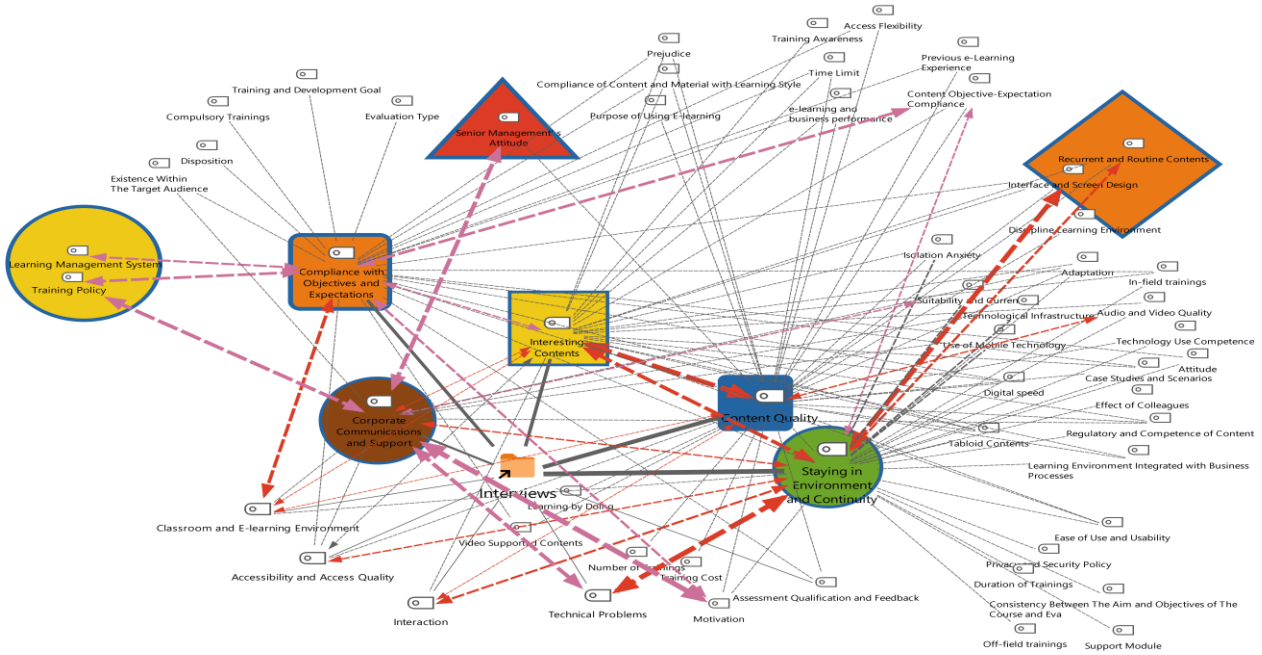 Access Flexibility
Training Awareness
Prejudice
Previous e-Learning
Experience
Time Limit
Training and Development Goal
Compliance of Content and Material with Learning Style
Content Objective-Expectation
Compliance
Compulsory Trainings
Evaluation Type
Purpose of Using E-learning
e-learning and
business performance
Senior Management's
Attitude
Disposition
Recurrent and Routine Contents
Existence Within
The Target Audience
Interface and Screen Design
Discipline Learning Environment
Isolation Anxiety
Learning Management System
Training Policy
Compliance with
Objectives and
Expectations
Adaptation
In-field trainings
Suitability and Curren
Technological Infrastructure
Audio and Video Quality
Interesting
Contents
Use of Mobile Technology
Technology Use Competence
Attitude
Case Studies and Scenarios
Digital speed
Effect of Colleagues
Content Quality
Corporate
Communications
and Support
Tabloid Contents
Regulatory and Competence of Content
Learning Environment Integrated with Business
Processes
Staying in
Environment
and Continuity
Interviews
Learning by Doing
Classroom and E-learning Environment
Video Supported Contents
Ease of Use and Usability
Number of Trainings
Training Cost
Privacy and Security Policy
Accessibility and Access Quality
Duration of Trainings
Assessment Qualification and Feedback
Consistency Between The Aim and Objectives of The
Course and Eva
Interaction
Technical Problems
Motivation
Off-field trainings
Support Module